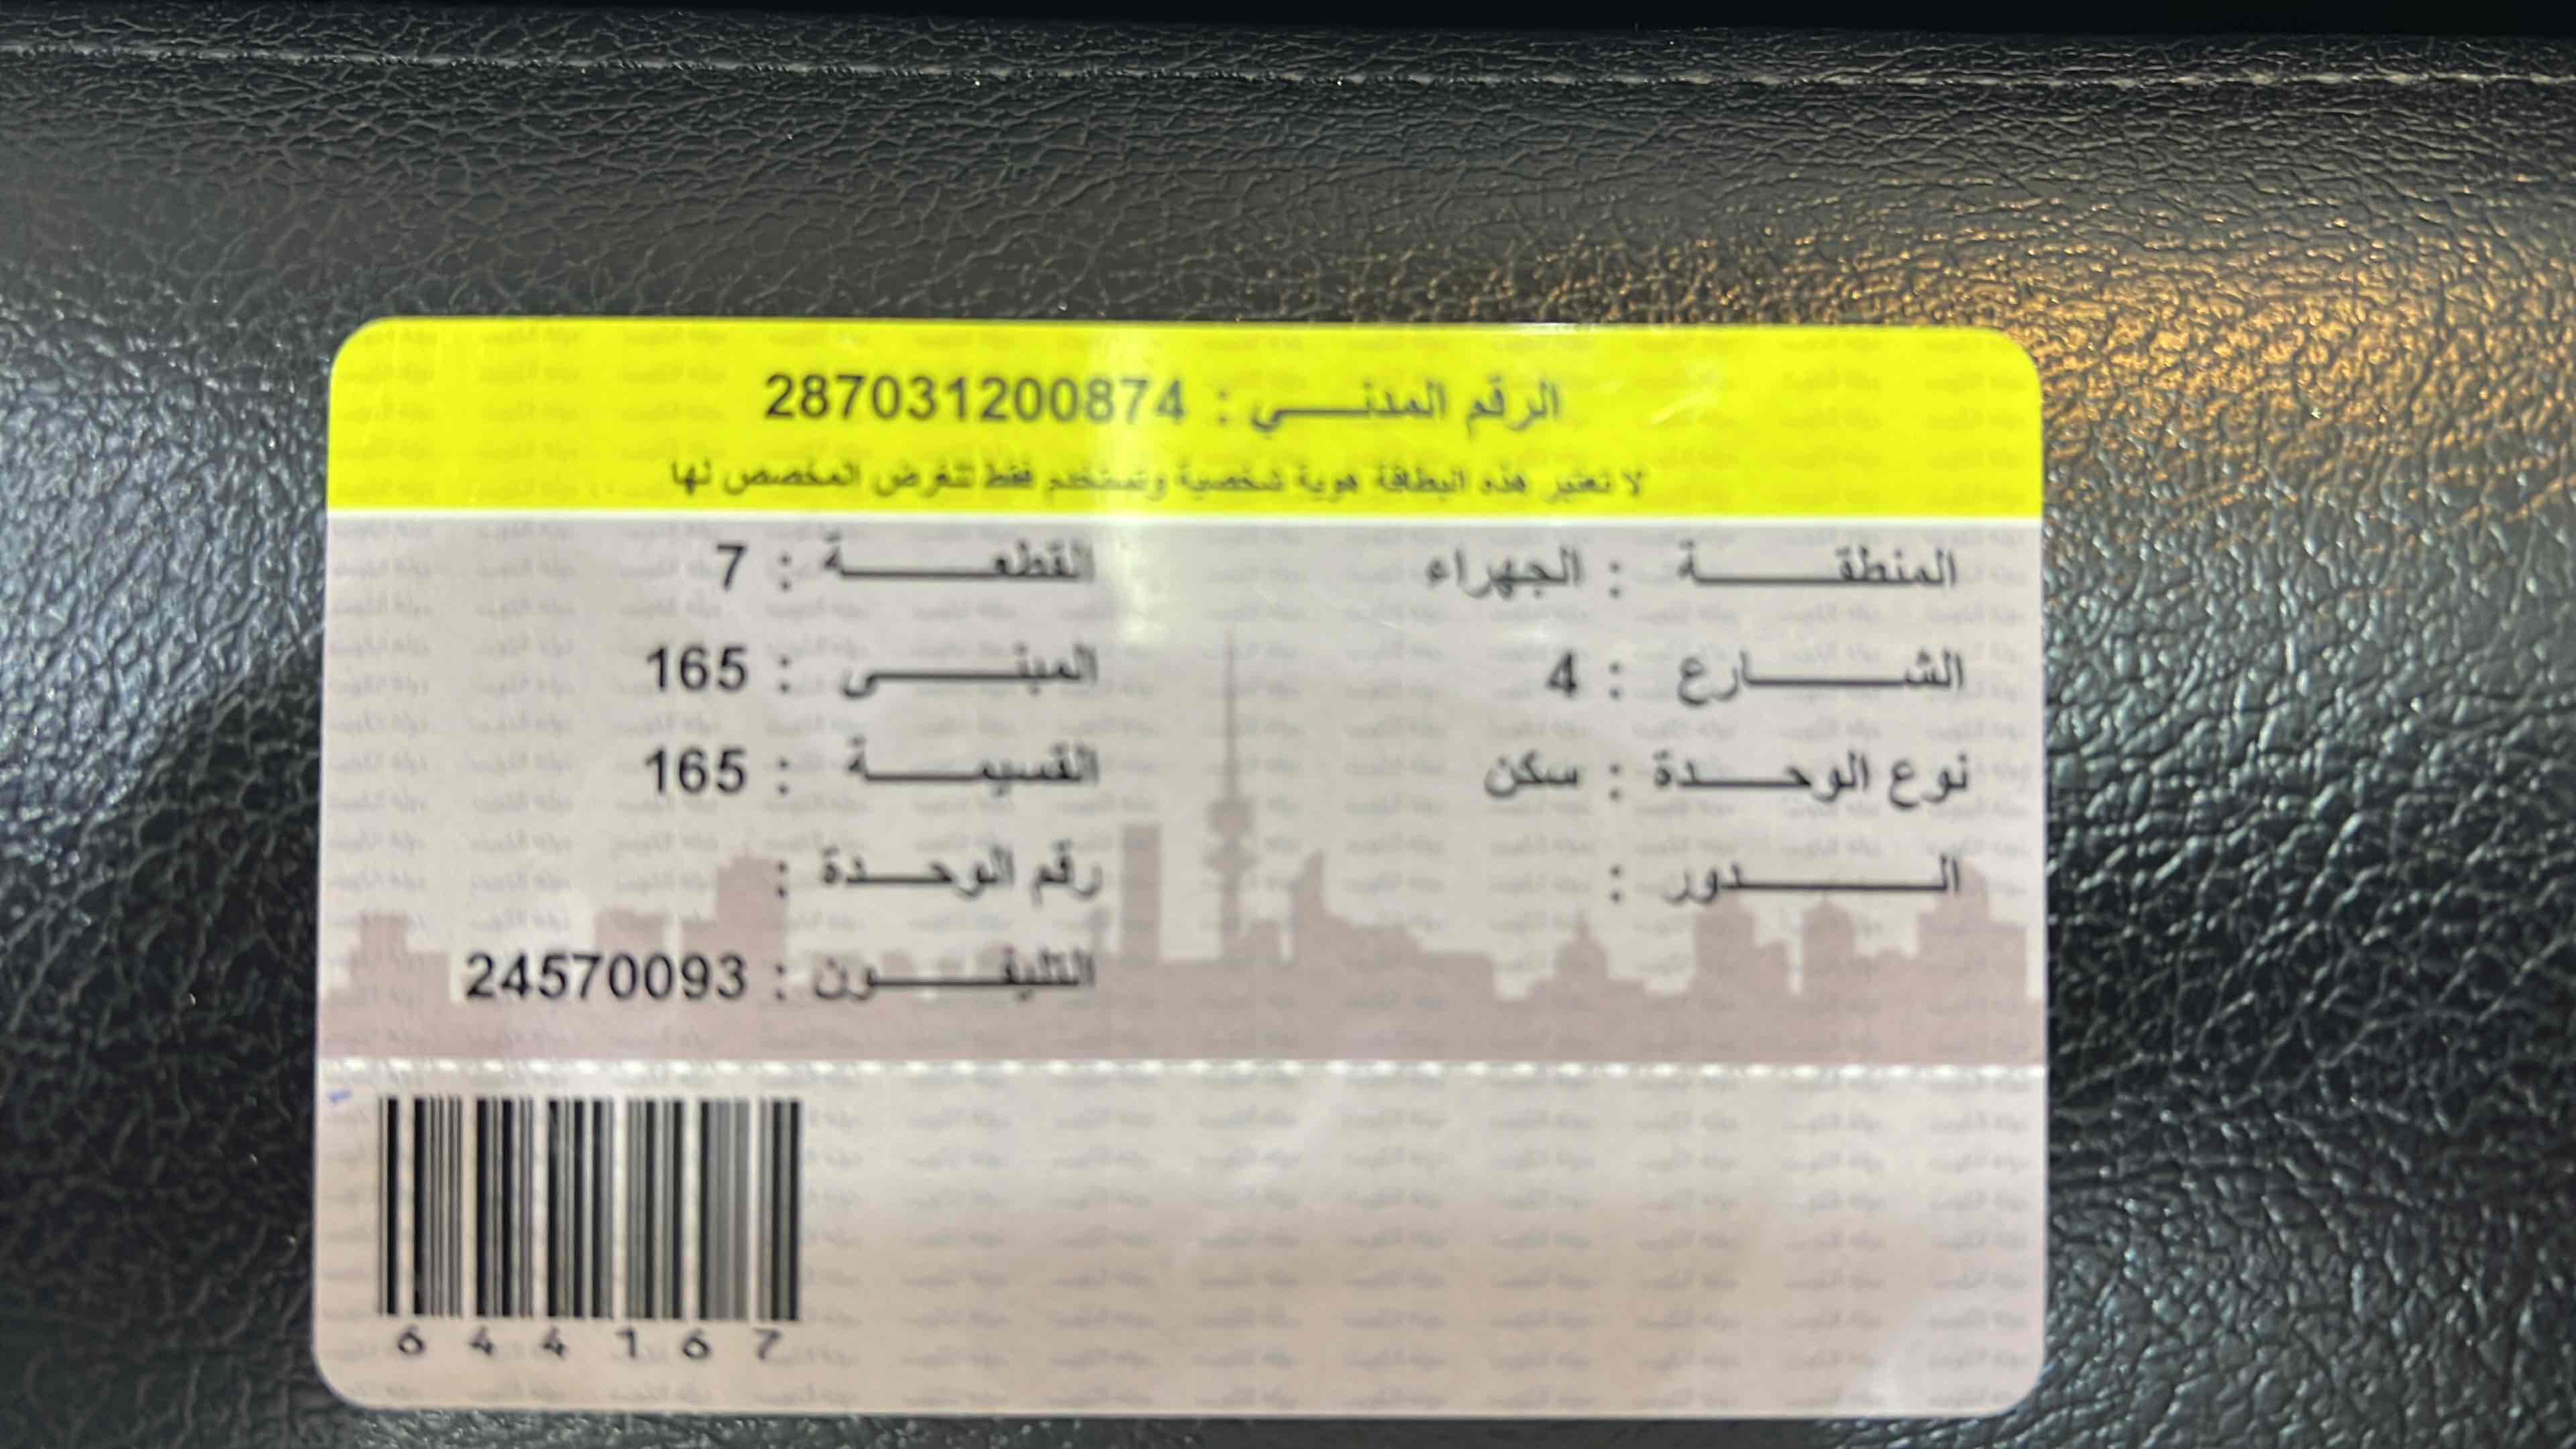 الرقم المدني : 287031200874
لا تعتبر هذه البطاقة هوية شخصية وتستخدم فقط للغرض المخصص لها
المنطقة : الجهراء القطعة : 7
الشارع : 4 المبنى : 165
نوع الوحدة : سكن القسيمة : 165
الدور : رقم الوحدة :
التليفون : 24570093
644167